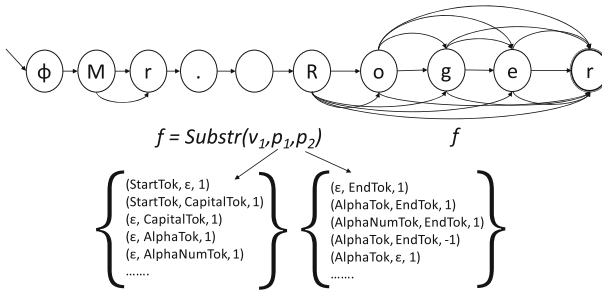 ϕ M r . R o g e r
f = Substr(v1,p1,p2)
f
(StartTok, ε, 1)
(StartTok, CapitalTok, 1)
(ε, CapitalTok, 1)
(ε, AlphaTok, 1)
(ε, AlphaNumTok, 1)
…….
(ε, EndTok, 1)
(AlphaTok, EndTok, 1)
(AlphaNumTok, EndTok, 1)
(AlphaTok, EndTok, -1)
(AlphaTok, ε, 1)
…….